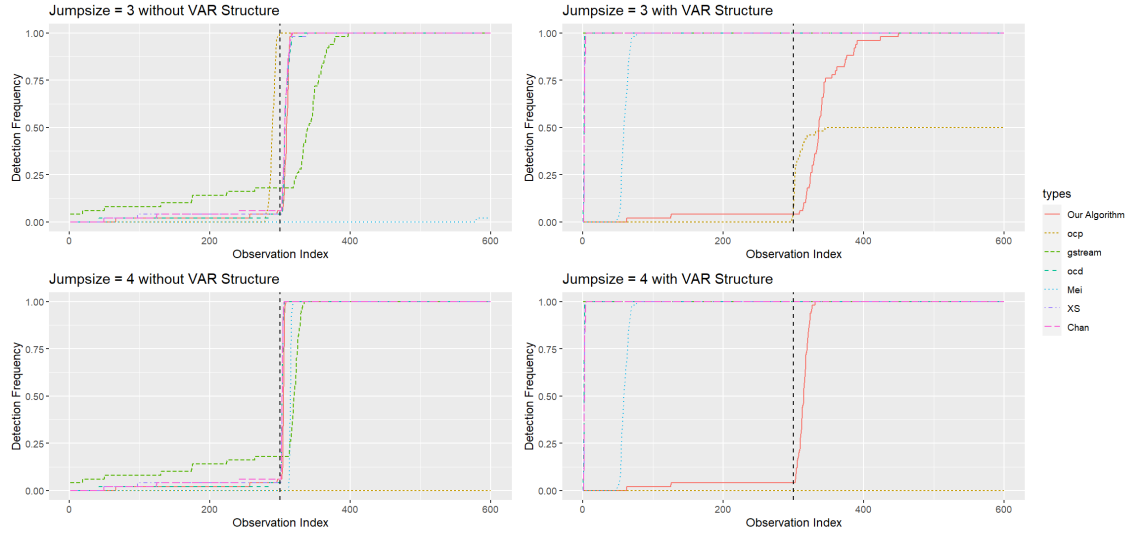 Jumpsize = 3 without VAR Structure
Detection Frequency
1.00
0.75
0.50
0.25
0.00
0
200
400
600
Observation Index
Jumpsize = 3 with VAR Structure
Detection Frequency
1.00
0.75
0.50
0.25
0.00
0
200
400
600
Observation Index
Jumpsize = 4 without VAR Structure
Detection Frequency
1.00
0.75
0.50
0.25
0.00
0
200
400
600
Observation Index
Jumpsize = 4 with VAR Structure
Detection Frequency
1.00
0.75
0.50
0.25
0.00
0
200
400
600
Observation Index
types
Our Algorithm
ocp
gstream
ocd
Mei
XS
Chan